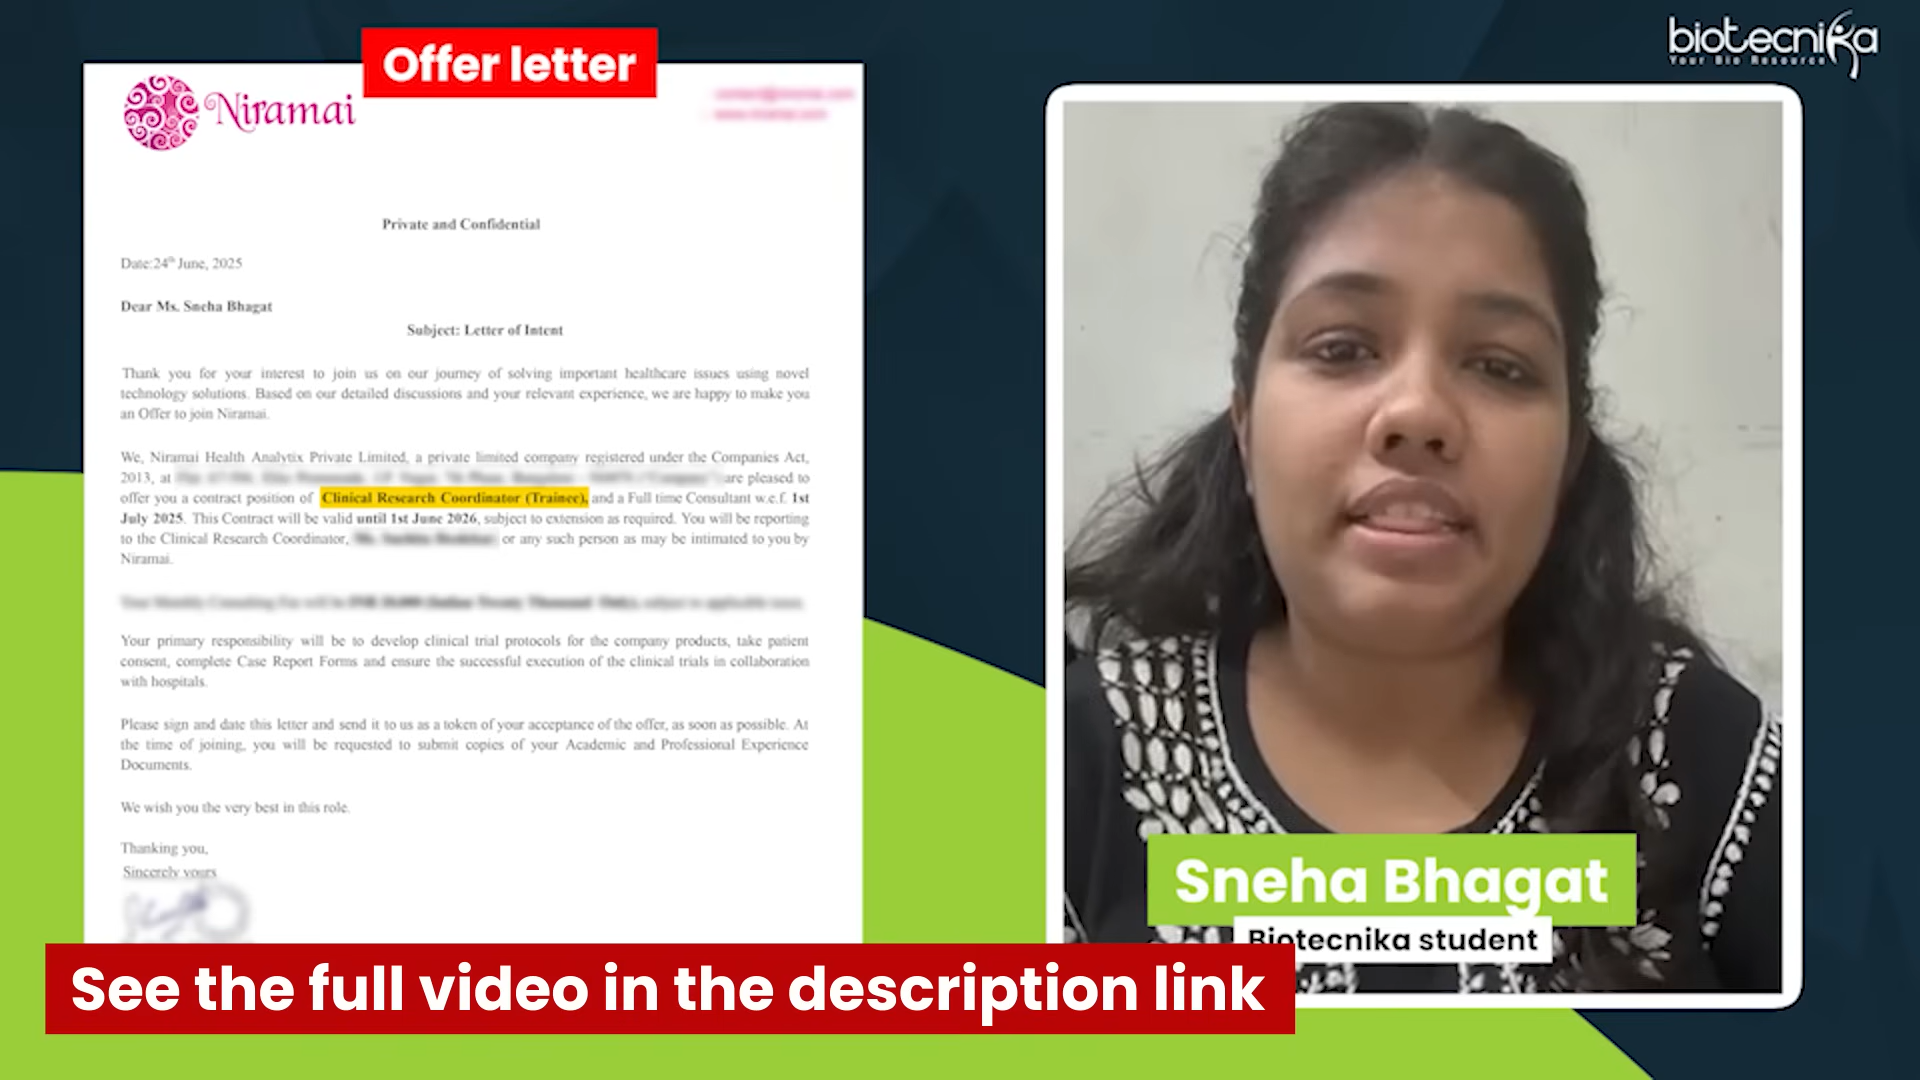 Offer letter
biotecnika
Your Bio Resource
Niramai
Private and Confidential
Date:24th June, 2025
Dear Ms. Sneha Bhagat
Subject: Letter of Intent
Thank you for your interest to join us on our journey of solving important healthcare issues using novel
technology solutions. Based on our detailed discussions and your relevant experience, we are happy to make you
an Offer to join Niramai.
We, Niramai Health Analytix Private Limited, a private limited company registered under the Companies Act,
2013, at are pleased to
offer you a contract position of Clinical Research Coordinator (Trainee), and a Full time Consultant w.e.f. 1st
July 2025. This Contract will be valid until 1st June 2026, subject to extension as required. You will be reporting
to the Clinical Research Coordinator, or any such person as may be intimated to you by
Niramai.
Your primary responsibility will be to develop clinical trial protocols for the company products, take patient
consent, complete Case Report Forms and ensure the successful execution of the clinical trials in collaboration
with hospitals.
Please sign and date this letter and send it to us as a token of your acceptance of the offer, as soon as possible. At
the time of joining, you will be requested to submit copies of your Academic and Professional Experience
Documents.
We wish you the very best in this role.
Thanking you,
Sincerely yours
Sneha Bhagat
Biotecnika student
See the full video in the description link